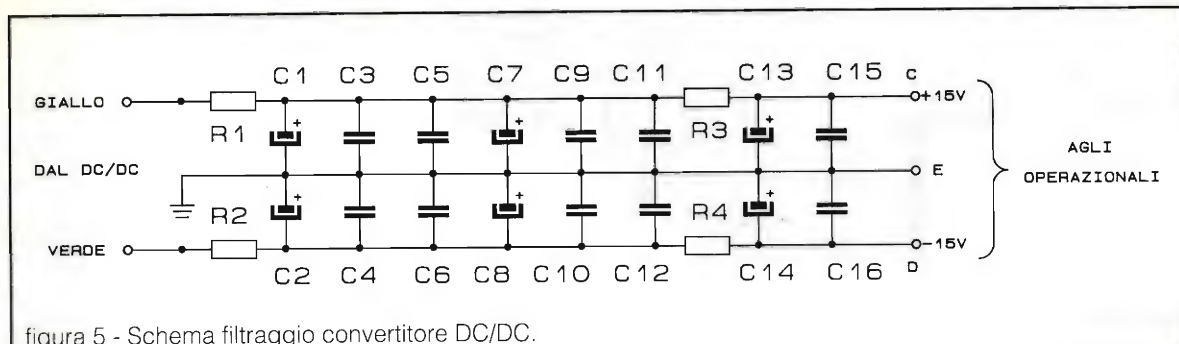 C1 C3 C5 C7 C9 C11 C13 C15 C
GIALLO R1 + + R3 + +15V
DAL DC/DC E AGLI OPERAZIONALI
R2 + + R4 +
VERDE -15V
C2 C4 C6 C8 C10 C12 C14 C16 D
figura 5 - Schema filtraggio convertitore DC/DC.